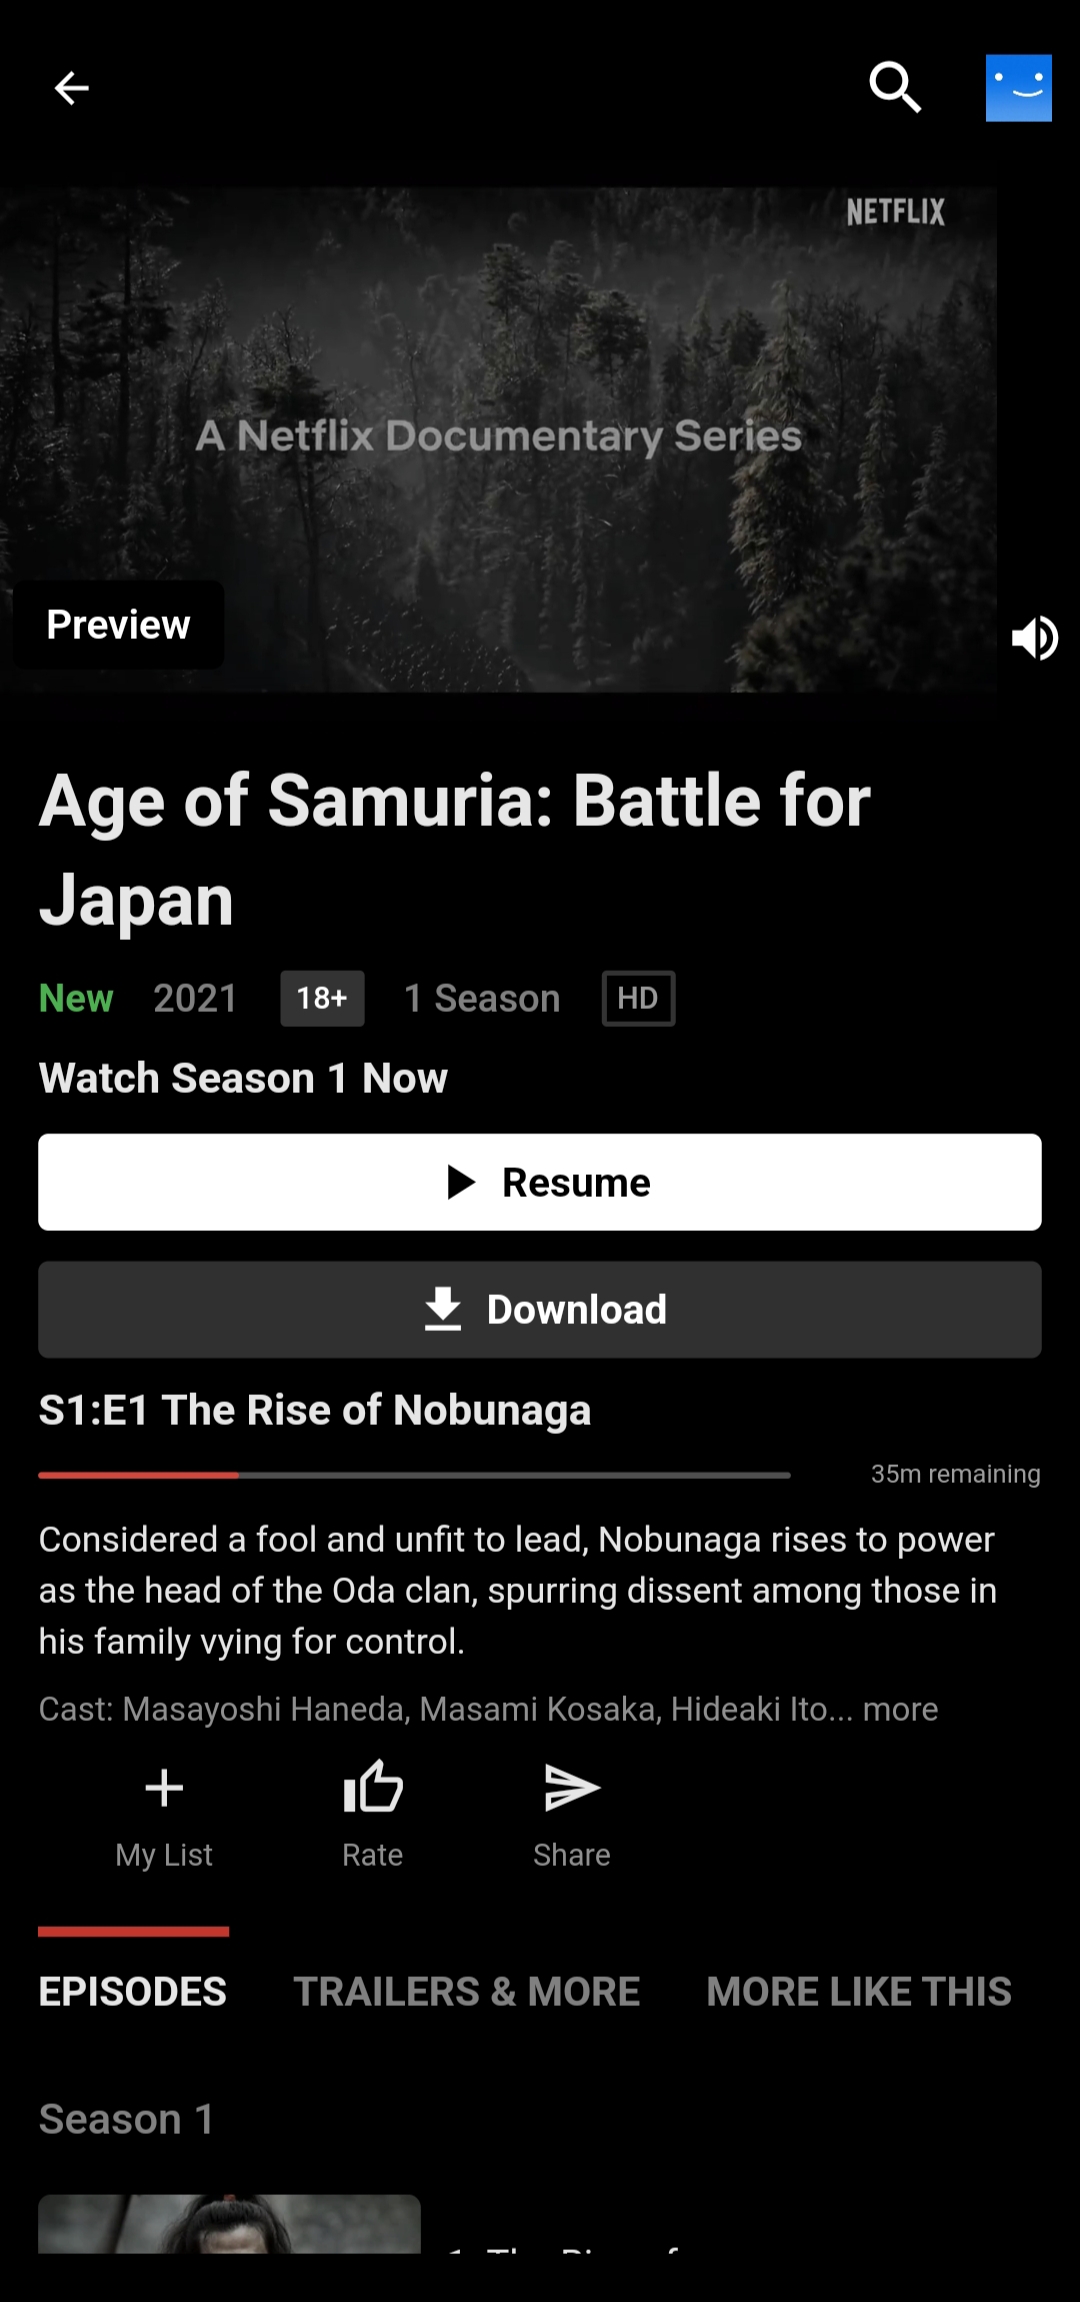 NETFLIX
A Netflix Documentary Series
Preview
Age of Samuria: Battle for
Japan
New 2021 18+ 1 Season HD
Watch Season 1 Now
Resume
Download
S1:E1 The Rise of Nobunaga
35m remaining
Considered a fool and unfit to lead, Nobunaga rises to power
as the head of the Oda clan, spurring dissent among those in
his family vying for control.
Cast: Masayoshi Haneda, Masami Kosaka, Hideaki Ito... more
My List Rate Share
EPISODES TRAILERS & MORE MORE LIKE THIS
Season 1